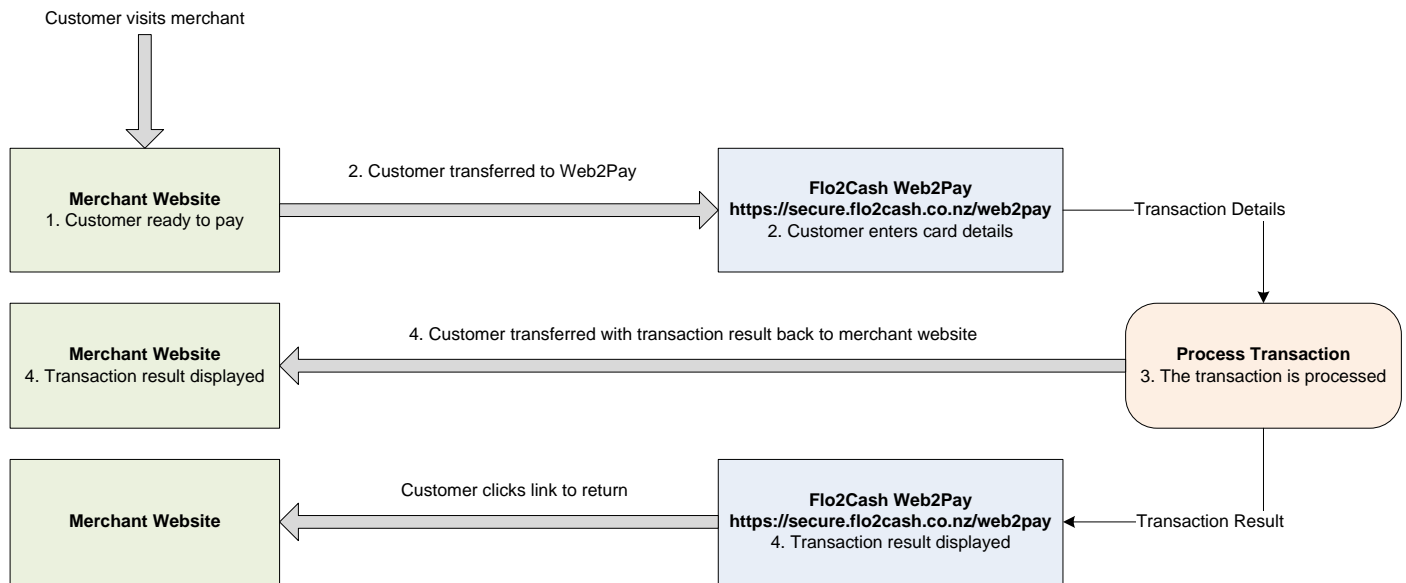 Customer visits merchant
Merchant Website
1. Customer ready to pay
2. Customer transferred to Web2Pay
Flo2Cash Web2Pay
https://secure.flo2cash.co.nz/web2pay
2. Customer enters card details
Transaction Details
Merchant Website
4. Transaction result displayed
4. Customer transferred with transaction result back to merchant website
Process Transaction
3. The transaction is processed
Merchant Website
Customer clicks link to return
Flo2Cash Web2Pay
https://secure.flo2cash.co.nz/web2pay
4. Transaction result displayed
Transaction Result